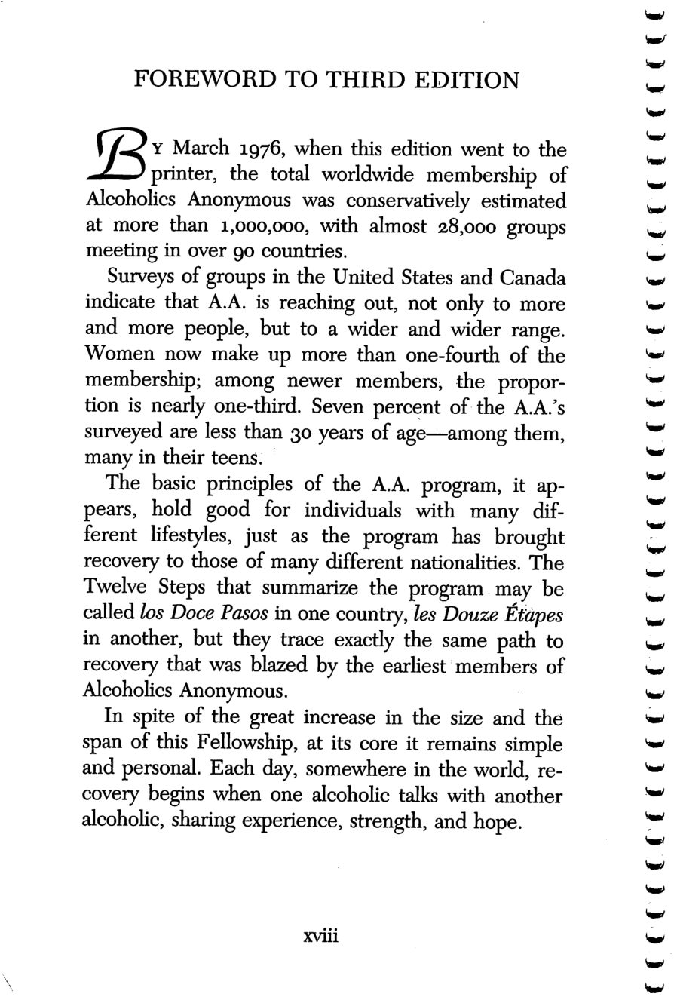 FOREWORD TO THIRD EDITION
By March 1976, when this edition went to the
printer, the total worldwide membership of
Alcoholics Anonymous was conservatively estimated
at more than 1,000,000, with almost 28,000 groups
meeting in over 90 countries.
Surveys of groups in the United States and Canada
indicate that A.A. is reaching out, not only to more
and more people, but to a wider and wider range.
Women now make up more than one-fourth of the
membership; among newer members, the propor-
tion is nearly one-third. Seven percent of the A.A.'s
surveyed are less than 30 years of age—among them,
many in their teens.
The basic principles of the A.A. program, it ap-
pears, hold good for individuals with many dif-
ferent lifestyles, just as the program has brought
recovery to those of many different nationalities. The
Twelve Steps that summarize the program may be
called los Doce Pasos in one country, les Douze Étapes
in another, but they trace exactly the same path to
recovery that was blazed by the earliest members of
Alcoholics Anonymous.
In spite of the great increase in the size and the
span of this Fellowship, at its core it remains simple
and personal. Each day, somewhere in the world, re-
covery begins when one alcoholic talks with another
alcoholic, sharing experience, strength, and hope.
xviii